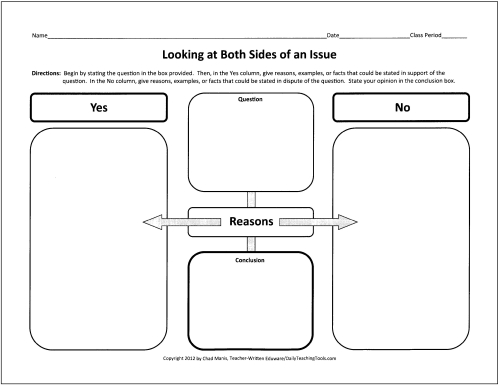 Name____________________Date____________________Class Period________
Looking at Both Sides of an Issue
Directions: Begin by stating the question in the box provided. Then, in the Yes column, give reasons, examples, or facts that could be stated in support of the
question. In the No column, give reasons, examples, or facts that could be stated in dispute of the question. State your opinion in the conclusion box.
Yes
Question
No
Reasons
Conclusion
Copyright 2012 by Chad Manis, Teacher-Written Eduware/DailyTeachingTools.com